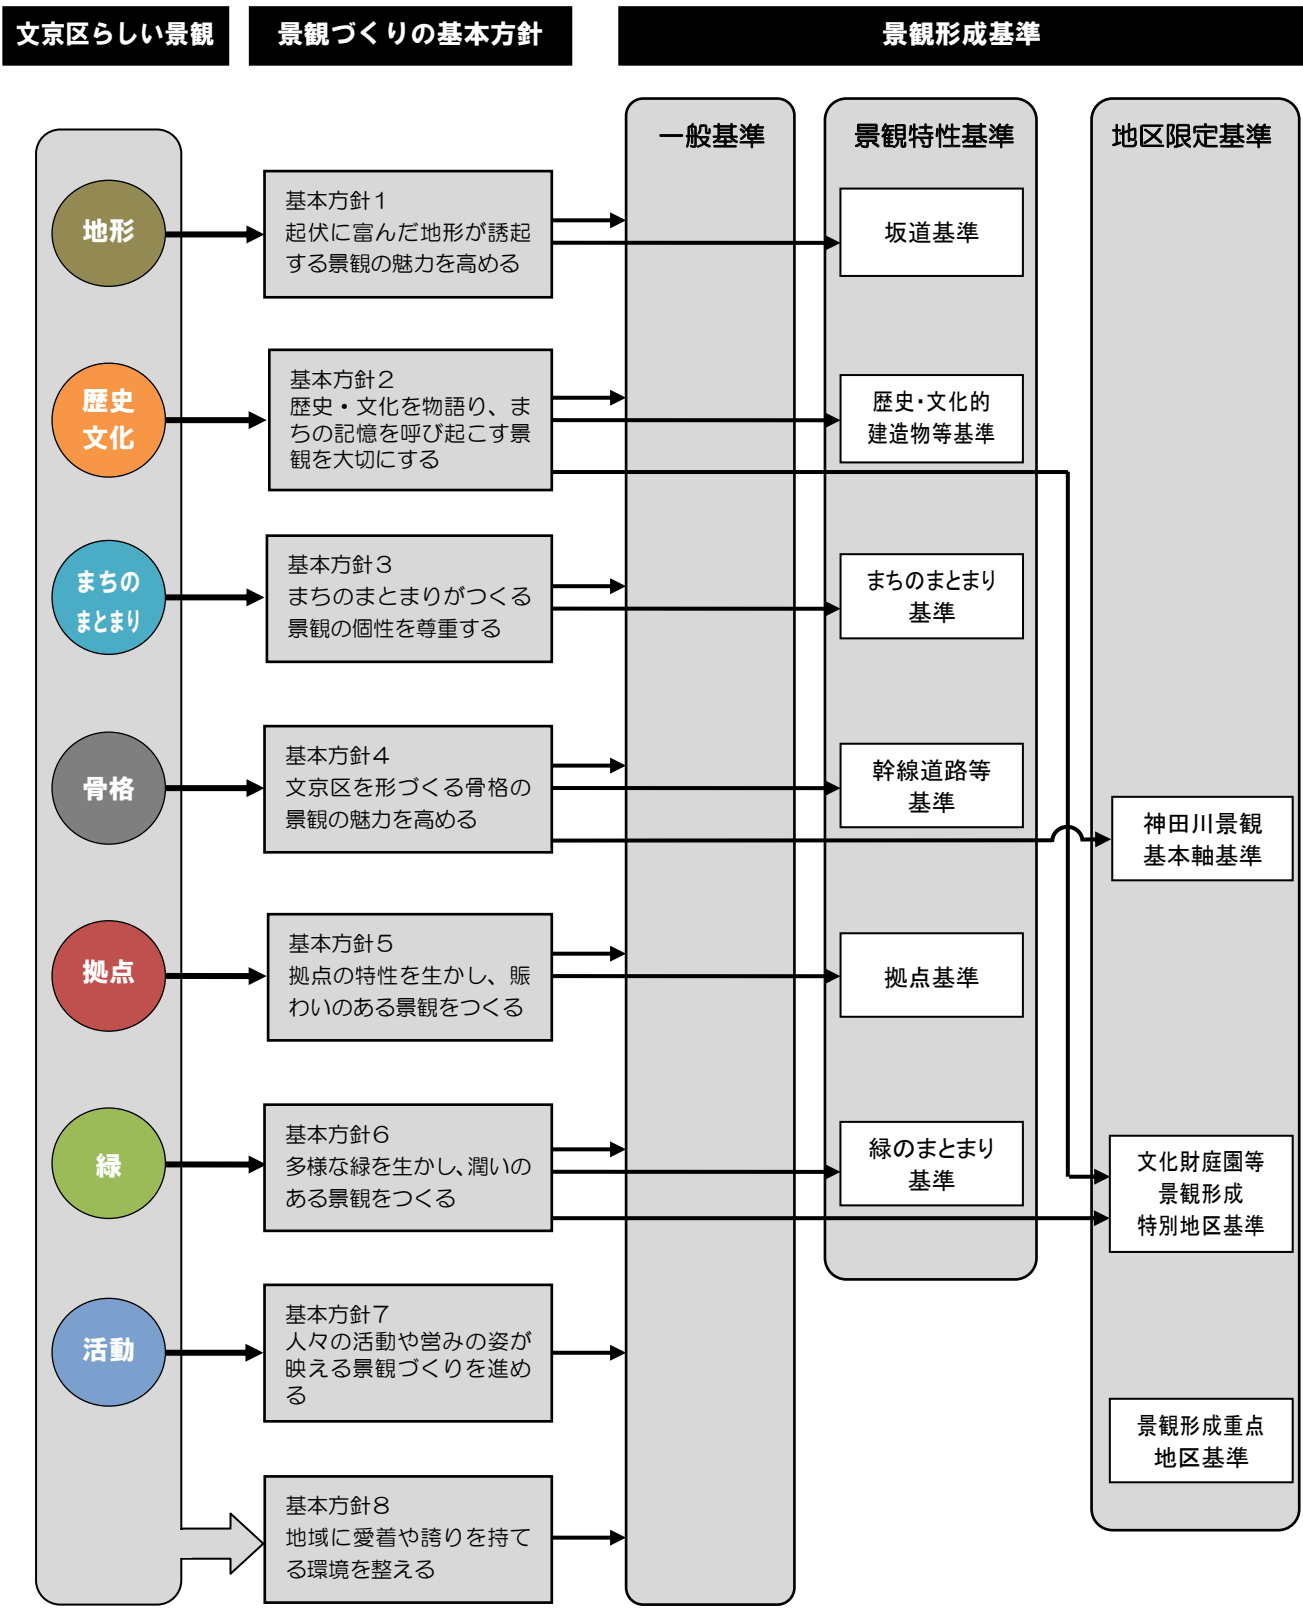 文京区らしい景観
景観づくりの基本方針
景観形成基準
一般基準
景観特性基準
地区限定基準
地形
基本方針1
起伏に富んだ地形が誘起
する景観の魅力を高める
坂道基準
歴史
文化
基本方針2
歴史・文化を物語り、ま
ちの記憶を呼び起こす景
観を大切にする
歴史・文化的
建造物等基準
まちの
まとまり
基本方針3
まちのまとまりがつくる
景観の個性を尊重する
まちのまとまり
基準
骨格
基本方針4
文京区を形づくる骨格の
景観の魅力を高める
幹線道路等
基準
神田川景観
基本軸基準
拠点
基本方針5
拠点の特性を生かし、賑
わいのある景観をつくる
拠点基準
緑
基本方針6
多様な緑を生かし、潤いの
ある景観をつくる
緑のまとまり
基準
文化財庭園等
景観形成
特別地区基準
活動
基本方針7
人々の活動や営みの姿が
映える景観づくりを進め
る
景観形成重点
地区基準
基本方針8
地域に愛着や誇りを持て
る環境を整える